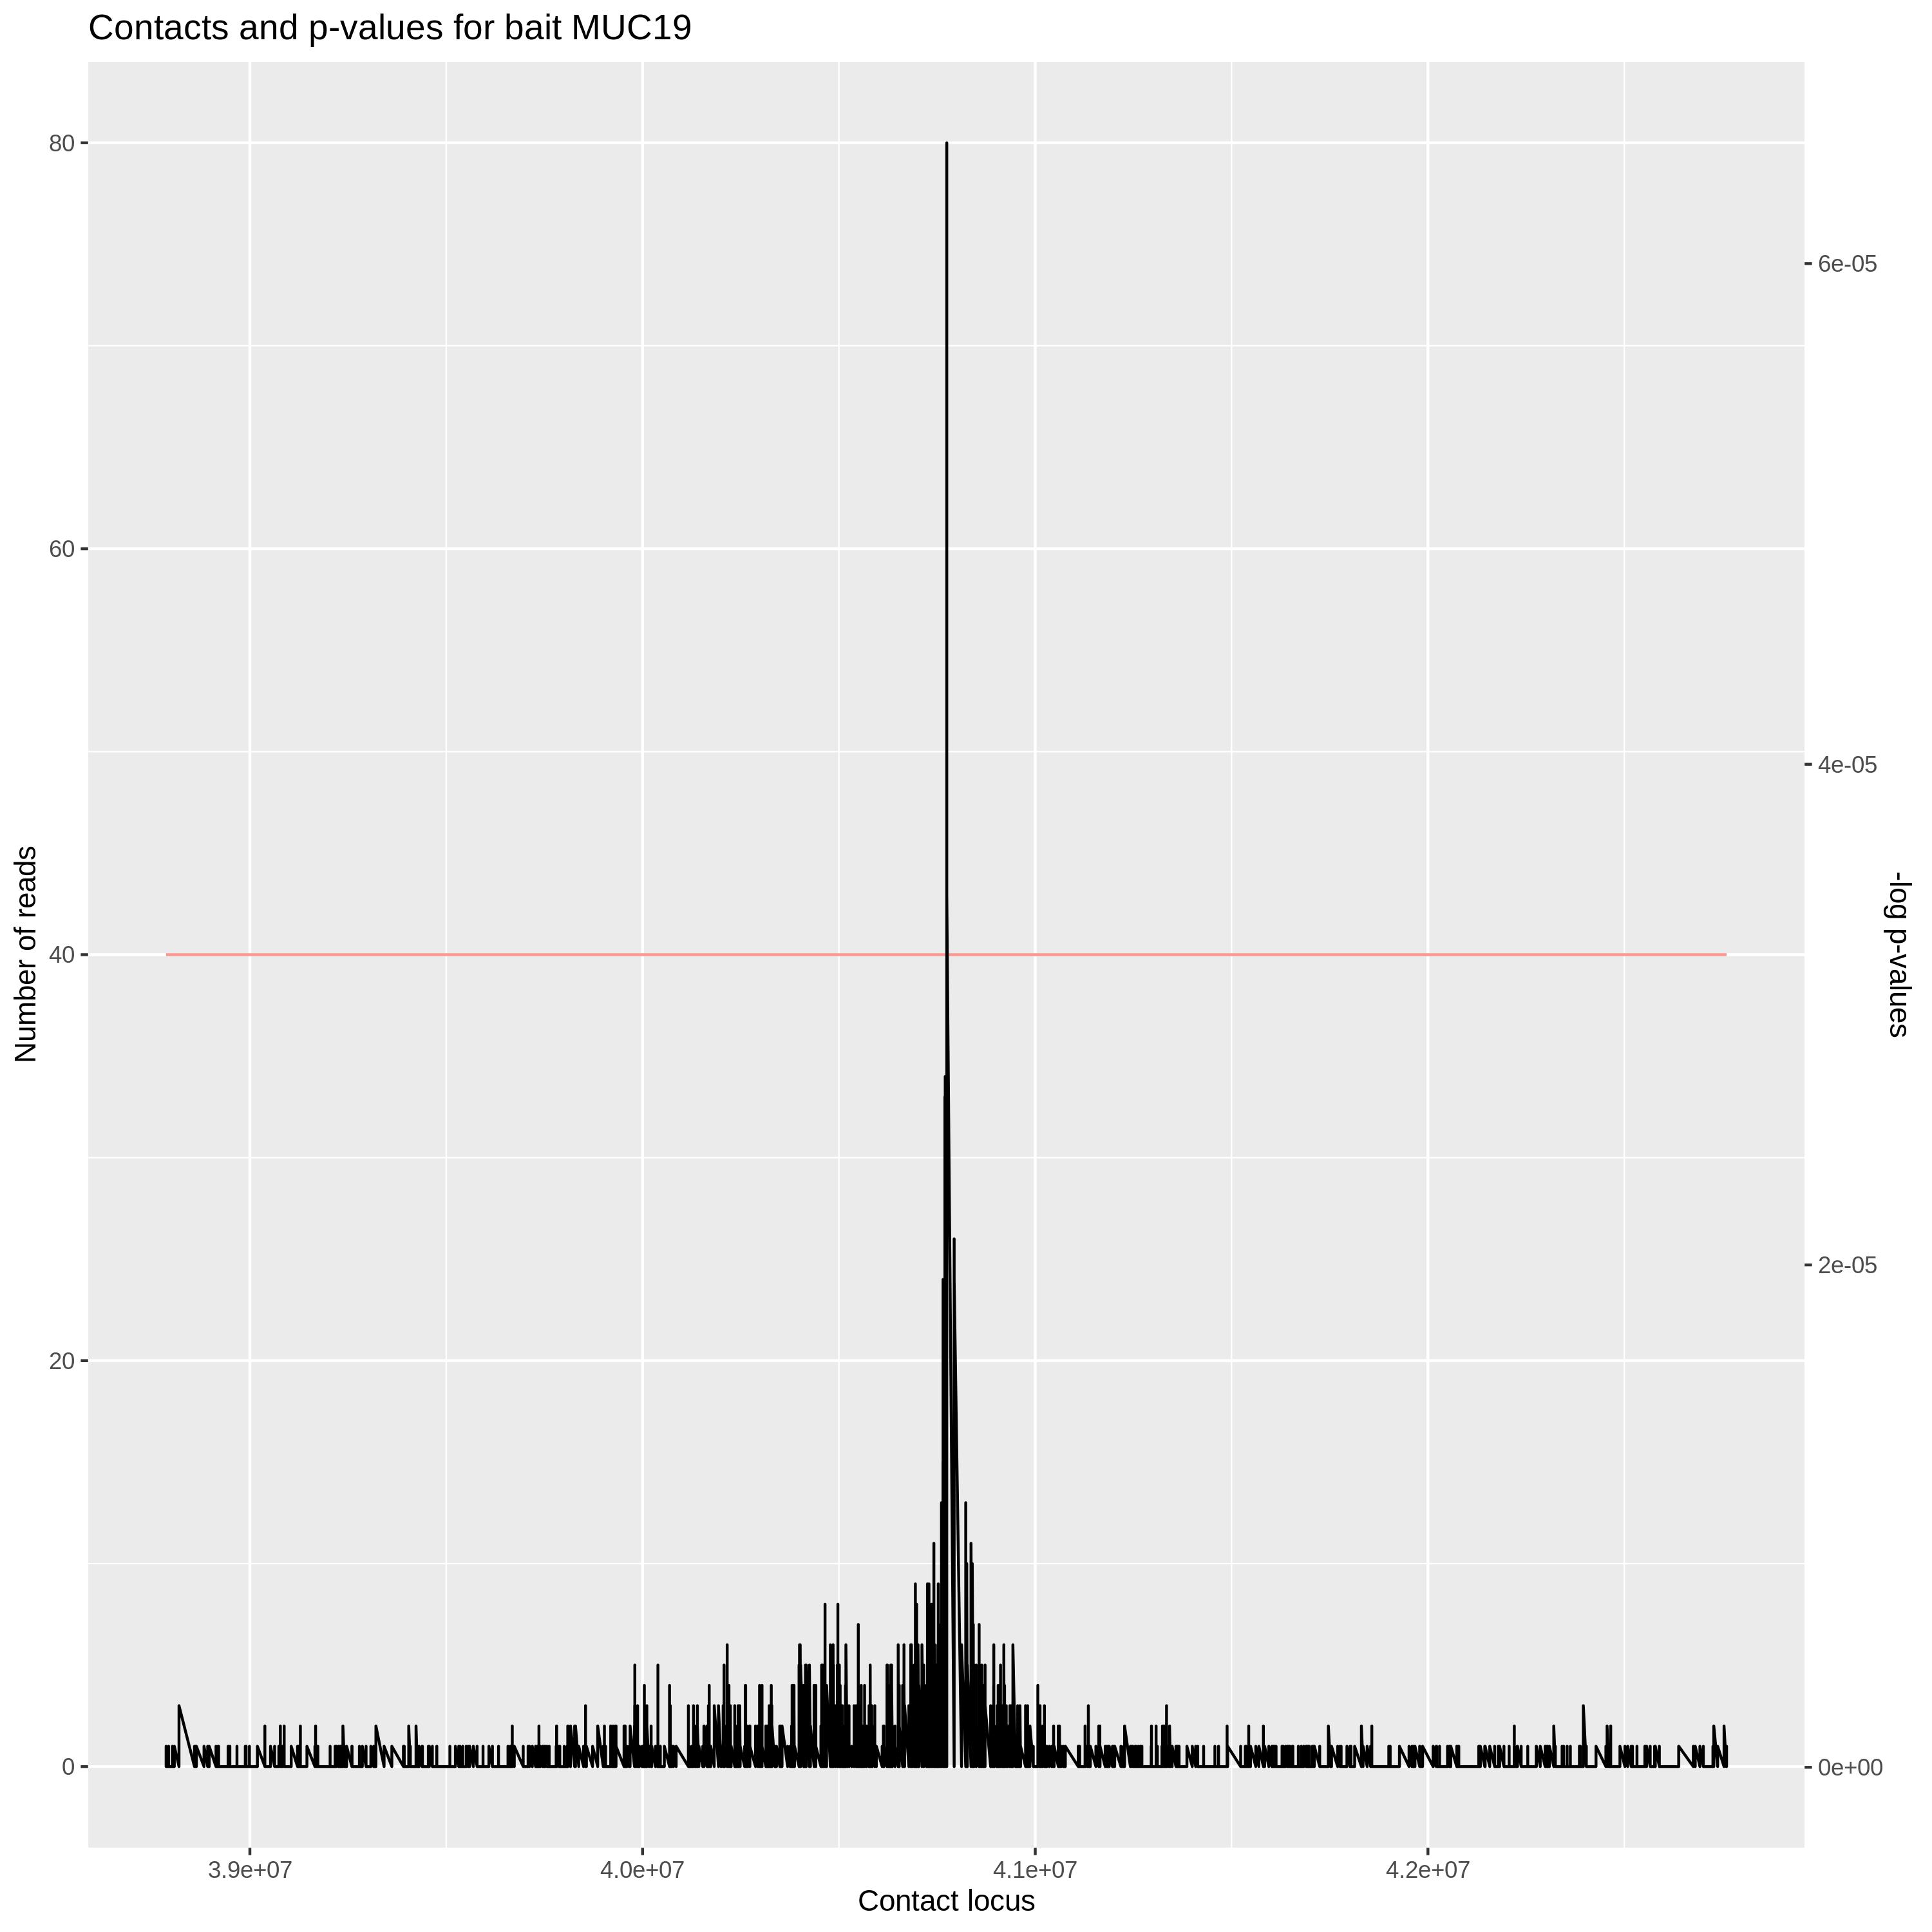 Contacts and p-values for bait MUC19
80
60
40
20
0
Number of reads
6e-05
4e-05
2e-05
0e+00
-log p-values
3.9e+07
4.0e+07
4.1e+07
4.2e+07
Contact locus